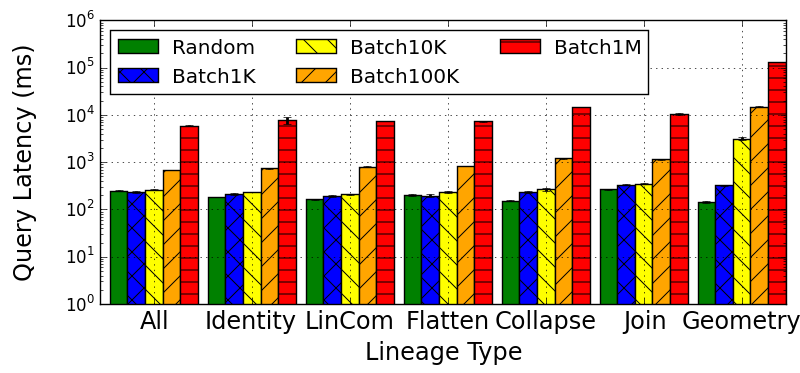 Query Latency (ms)
10^6
10^5
10^4
10^3
10^2
10^1
10^0
Random
Batch1K
Batch10K
Batch100K
Batch1M
All Identity LinCom Flatten Collapse Join Geometry
Lineage Type